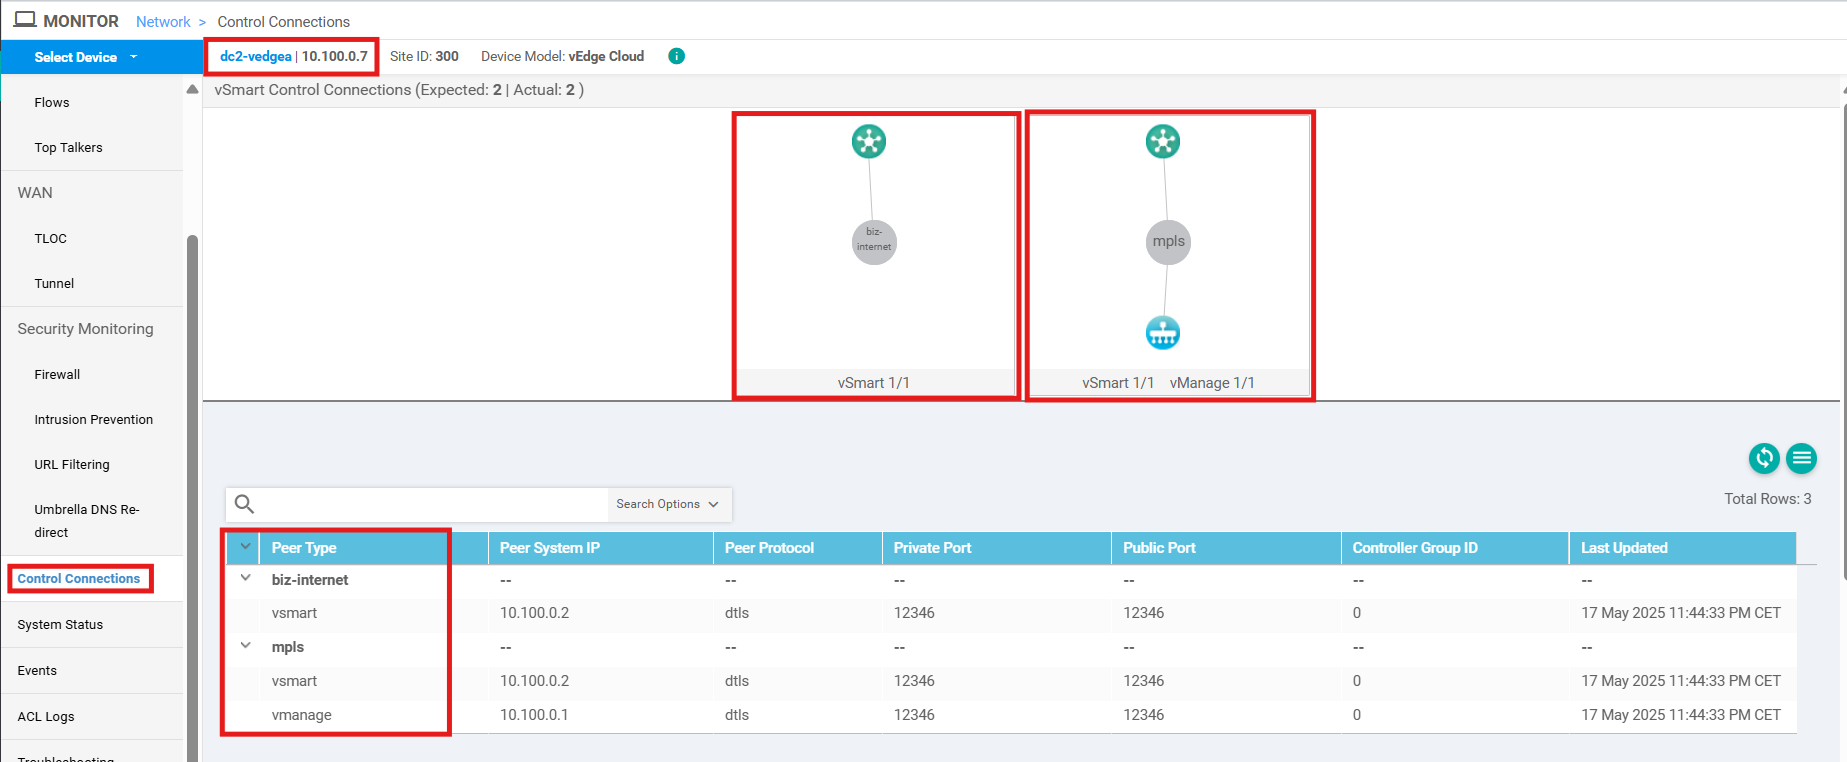 MONITOR Network > Control Connections
Select Device dc2-vedgea | 10.100.0.7 Site ID: 300 Device Model: vEdge Cloud i
vSmart Control Connections (Expected: 2 | Actual: 2 )
Flows
Top Talkers
WAN
TLOC
Tunnel
Security Monitoring
Firewall
Intrusion Prevention
URL Filtering
Umbrella DNS Re-
direct
Control Connections
System Status
Events
ACL Logs
Troubleshooting
biz-
internet
vSmart 1/1
mpls
vSmart 1/1 vManage 1/1
Search Options
Total Rows: 3
Peer Type Peer System IP Peer Protocol Private Port Public Port Controller Group ID Last Updated
biz-internet -- -- -- -- -- --
vsmart 10.100.0.2 dtls 12346 12346 0 17 May 2025 11:44:33 PM CET
mpls -- -- -- -- -- --
vsmart 10.100.0.2 dtls 12346 12346 0 17 May 2025 11:44:33 PM CET
vmanage 10.100.0.1 dtls 12346 12346 0 17 May 2025 11:44:33 PM CET